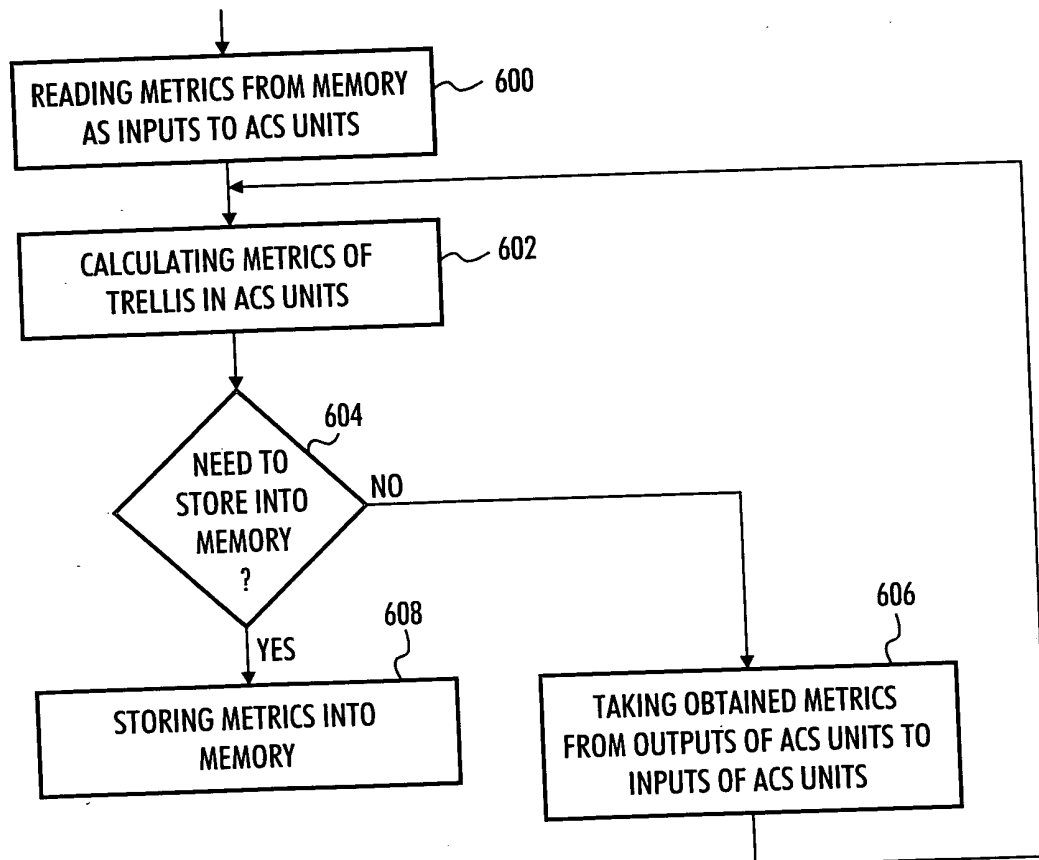 READING METRICS FROM MEMORY
AS INPUTS TO ACS UNITS
600
CALCULATING METRICS OF
TRELLIS IN ACS UNITS
602
604
NEED TO
STORE INTO
MEMORY
?
NO
YES
608
STORING METRICS INTO
MEMORY
606
TAKING OBTAINED METRICS
FROM OUTPUTS OF ACS UNITS TO
INPUTS OF ACS UNITS